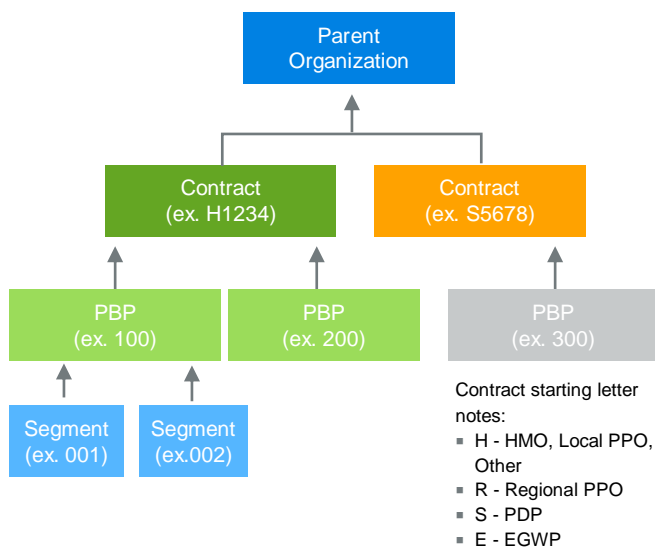 Parent
Organization
Contract
(ex. H1234)
Contract
(ex. S5678)
PBP
(ex. 100)
PBP
(ex. 200)
PBP
(ex. 300)
Segment
(ex. 001)
Segment
(ex.002)
Contract starting letter
notes:
▪ H - HMO, Local PPO,
Other
▪ R - Regional PPO
▪ S - PDP
▪ E - EGWP